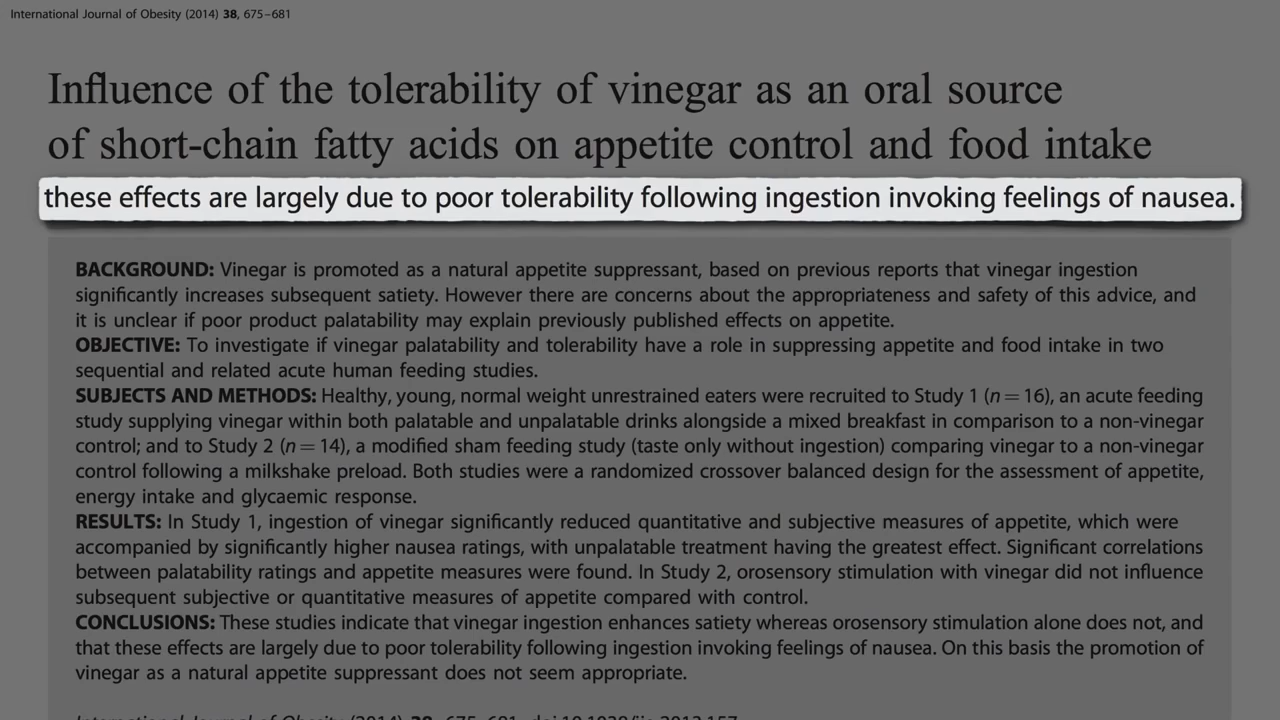 International Journal of Obesity (2014) 38, 675–681
Influence of the tolerability of vinegar as an oral source
of short-chain fatty acids on appetite control and food intake
these effects are largely due to poor tolerability following ingestion invoking feelings of nausea.
BACKGROUND: Vinegar is promoted as a natural appetite suppressant, based on previous reports that vinegar ingestion
significantly increases subsequent satiety. However there are concerns about the appropriateness and safety of this advice, and
it is unclear if poor product palatability may explain previously published effects on appetite.
OBJECTIVE: To investigate if vinegar palatability and tolerability have a role in suppressing appetite and food intake in two
sequential and related acute human feeding studies.
SUBJECTS AND METHODS: Healthy, young, normal weight unrestrained eaters were recruited to Study 1 (n = 16), an acute feeding
study supplying vinegar within both palatable and unpalatable drinks alongside a mixed breakfast in comparison to a non-vinegar
control; and to Study 2 (n = 14), a modified sham feeding study (taste only without ingestion) comparing vinegar to a non-vinegar
control following a milkshake preload. Both studies were a randomized crossover balanced design for the assessment of appetite,
energy intake and glycaemic response.
RESULTS: In Study 1, ingestion of vinegar significantly reduced quantitative and subjective measures of appetite, which were
accompanied by significantly higher nausea ratings, with unpalatable treatment having the greatest effect. Significant correlations
between palatability ratings and appetite measures were found. In Study 2, orosensory stimulation with vinegar did not influence
subsequent subjective or quantitative measures of appetite compared with control.
CONCLUSIONS: These studies indicate that vinegar ingestion enhances satiety whereas orosensory stimulation alone does not, and
that these effects are largely due to poor tolerability following ingestion invoking feelings of nausea. On this basis the promotion of
vinegar as a natural appetite suppressant does not seem appropriate.
International Journal of Obesity (2014) 38, 675–681; doi:10.1038/ijo.2013.157